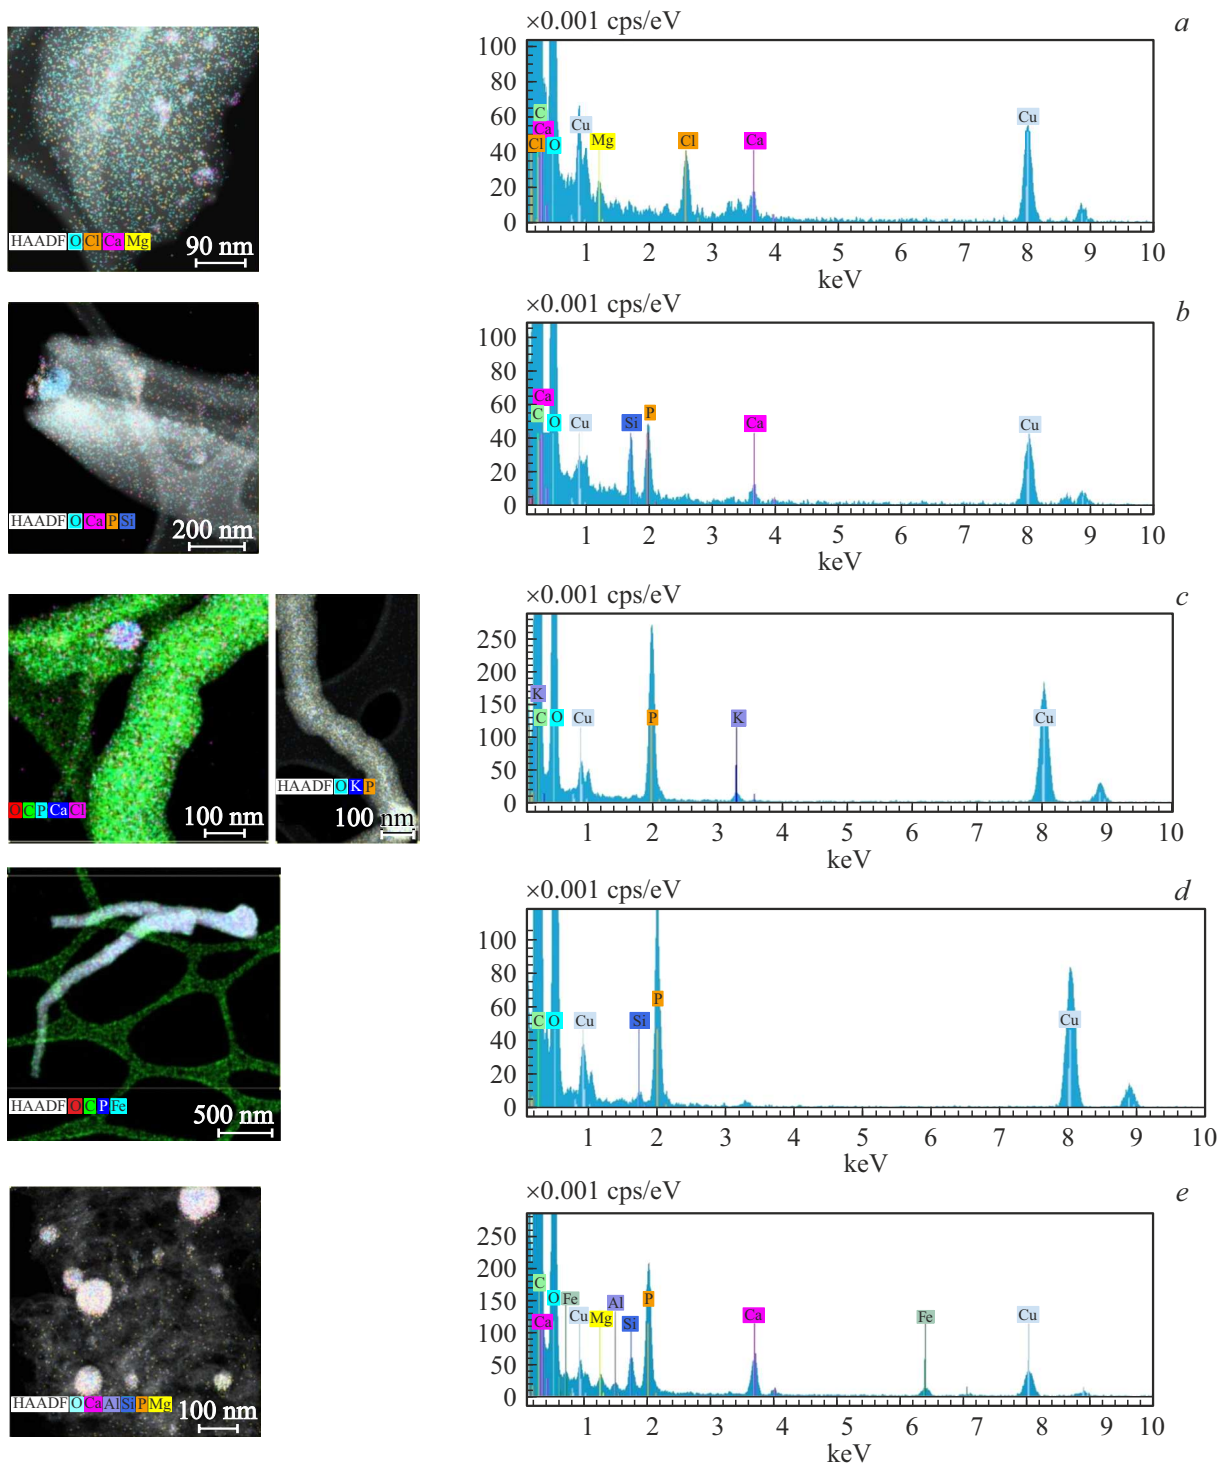 ×0.001 cps/eV a
100
80
60
40
20
0
C
Ca
Cl O
Cu
Mg
Cl
Ca
Cu
1 2 3 4 5 6 7 8 9 10
keV
HAADF O Cl Ca Mg
90 nm
×0.001 cps/eV b
100
80
60
40
20
0
Ca
C
O
Cu
Si
P
Ca
Cu
1 2 3 4 5 6 7 8 9 10
keV
HAADF O Ca P Si
200 nm
×0.001 cps/eV c
250
200
150
100
50
0
K
C O
Cu
P
K
Cu
1 2 3 4 5 6 7 8 9 10
keV
O C P Ca Cl
100 nm
HAADF O K P
100 nm
×0.001 cps/eV d
100
80
60
40
20
0
C O
Cu
Si
P
Cu
1 2 3 4 5 6 7 8 9 10
keV
HAADF O C P Fe
500 nm
×0.001 cps/eV e
250
200
150
100
50
0
C
O Fe
Ca
Cu
Mg
Al
Si
P
Ca
Fe
Cu
1 2 3 4 5 6 7 8 9 10
keV
HAADF O Ca Al Si P Mg
100 nm